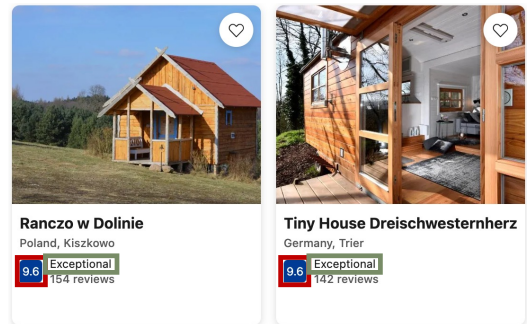 Ranczo w Dolinie
Poland, Kiszkowo
9.6
Exceptional
154 reviews
Tiny House Dreischwesternherz
Germany, Trier
9.6
Exceptional
142 reviews